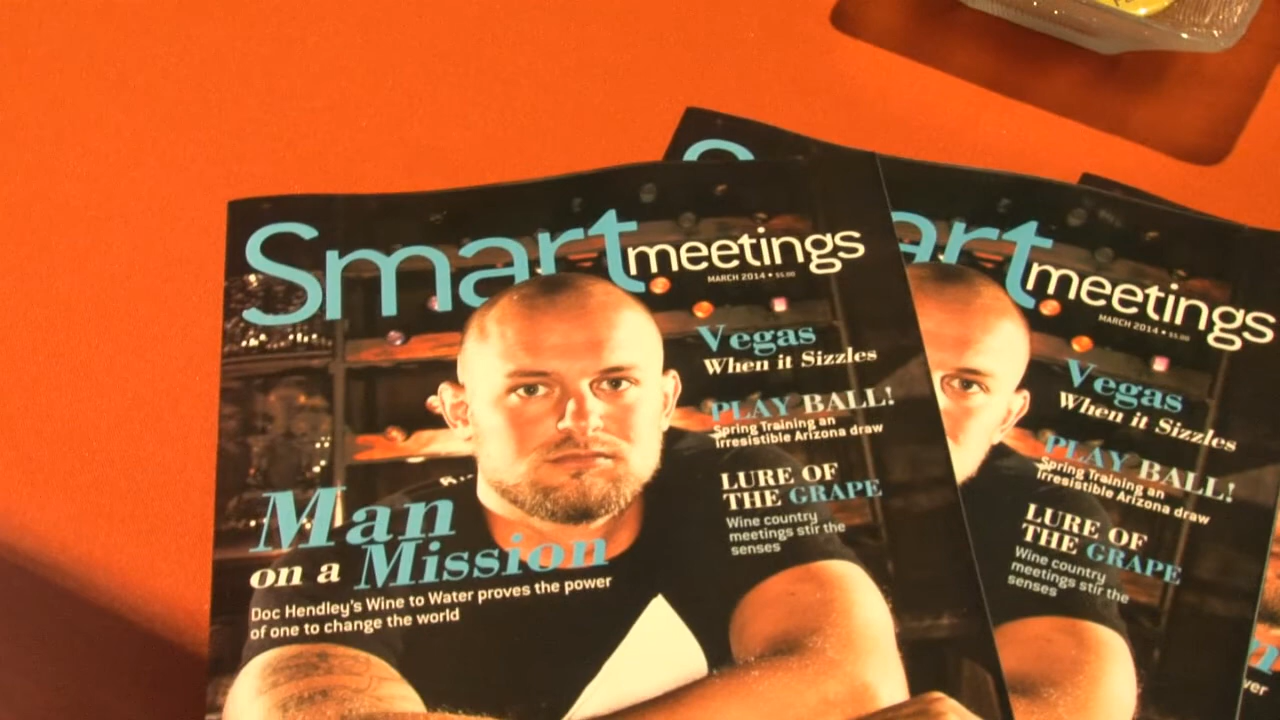 Smart meetings
MARCH 2014 • $5.00
Vegas
When it Sizzles
PLAY BALL!
Spring Training an
Irresistible Arizona draw
LURE OF
THE GRAPE
Wine country
meetings stir the
senses
Man
on a Mission
Doc Hendley's Wine to Water proves the power
of one to change the world
S
art meetings
MARCH 2014 • $5.00
Vegas
When it Sizzles
PLAY BALL!
Spring Training an
Irresistible Arizona draw
LURE OF
THE GRAPE
Wine country
meetings stir the
senses